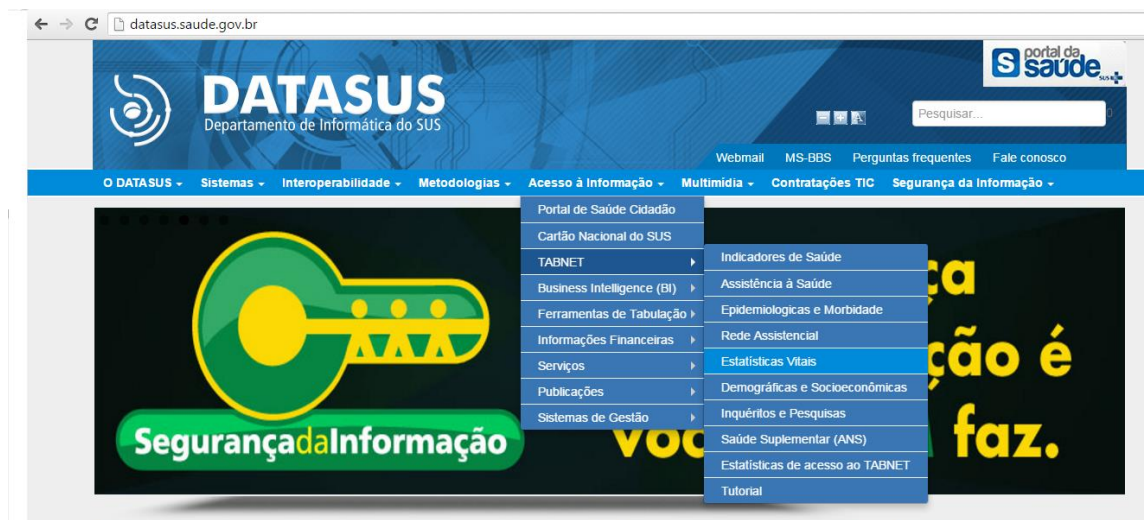 datasus.saude.gov.br
portal da
saúde
SUS
DATASUS
Departamento de Informática do SUS
Pesquisar...
Webmail MS-BBS Perguntas frequentes Fale conosco
O DATASUS Sistemas Interoperabilidade Metodologias Acesso à Informação Multimídia Contratações TIC Segurança da Informação
Portal de Saúde Cidadão
Cartão Nacional do SUS
TABNET
Business Intelligence (BI)
Ferramentas de Tabulação
Informações Financeiras
Serviços
Publicações
Sistemas de Gestão
Indicadores de Saúde
Assistência à Saúde
Epidemiologicas e Morbidade
Rede Assistencial
Estatísticas Vitais
Demográficas e Socioeconômicas
Inquéritos e Pesquisas
Saúde Suplementar (ANS)
Estatísticas de acesso ao TABNET
Tutorial
SegurançadaInformação
é
faz.